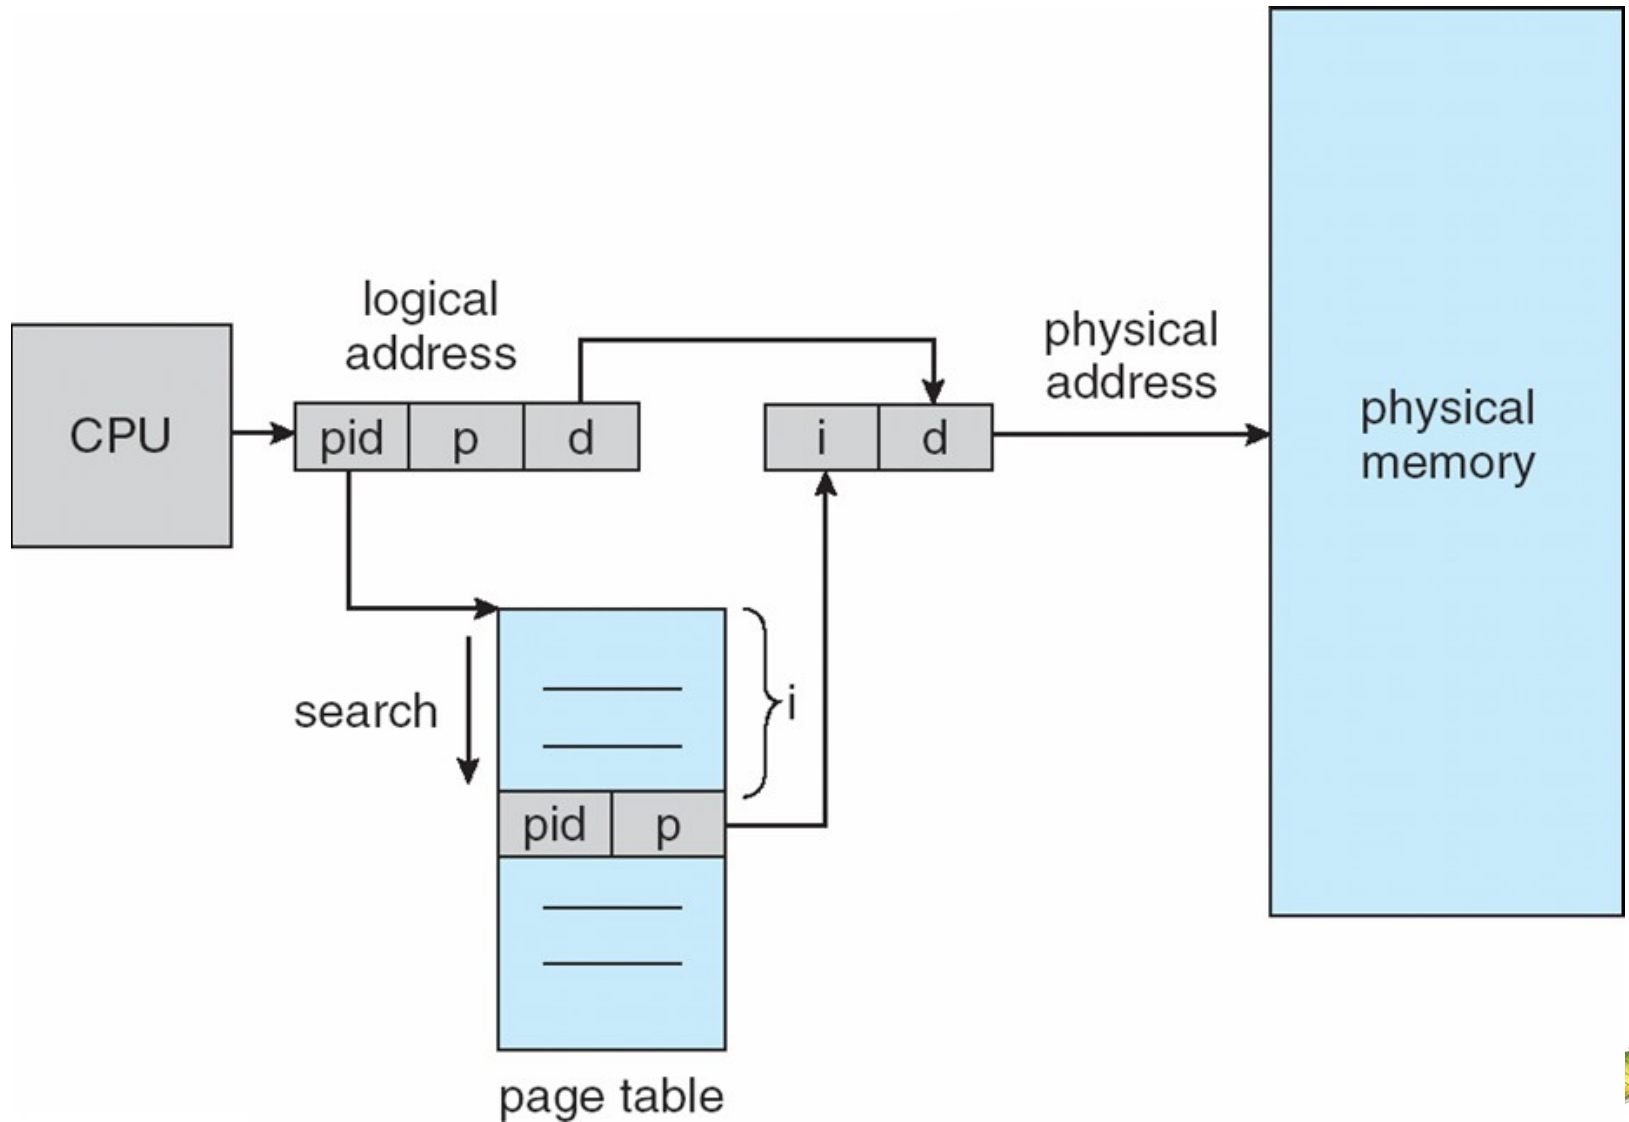 logical
address
physical
address
CPU
pid
p
d
i
d
physical
memory
search
i
pid
p
page table